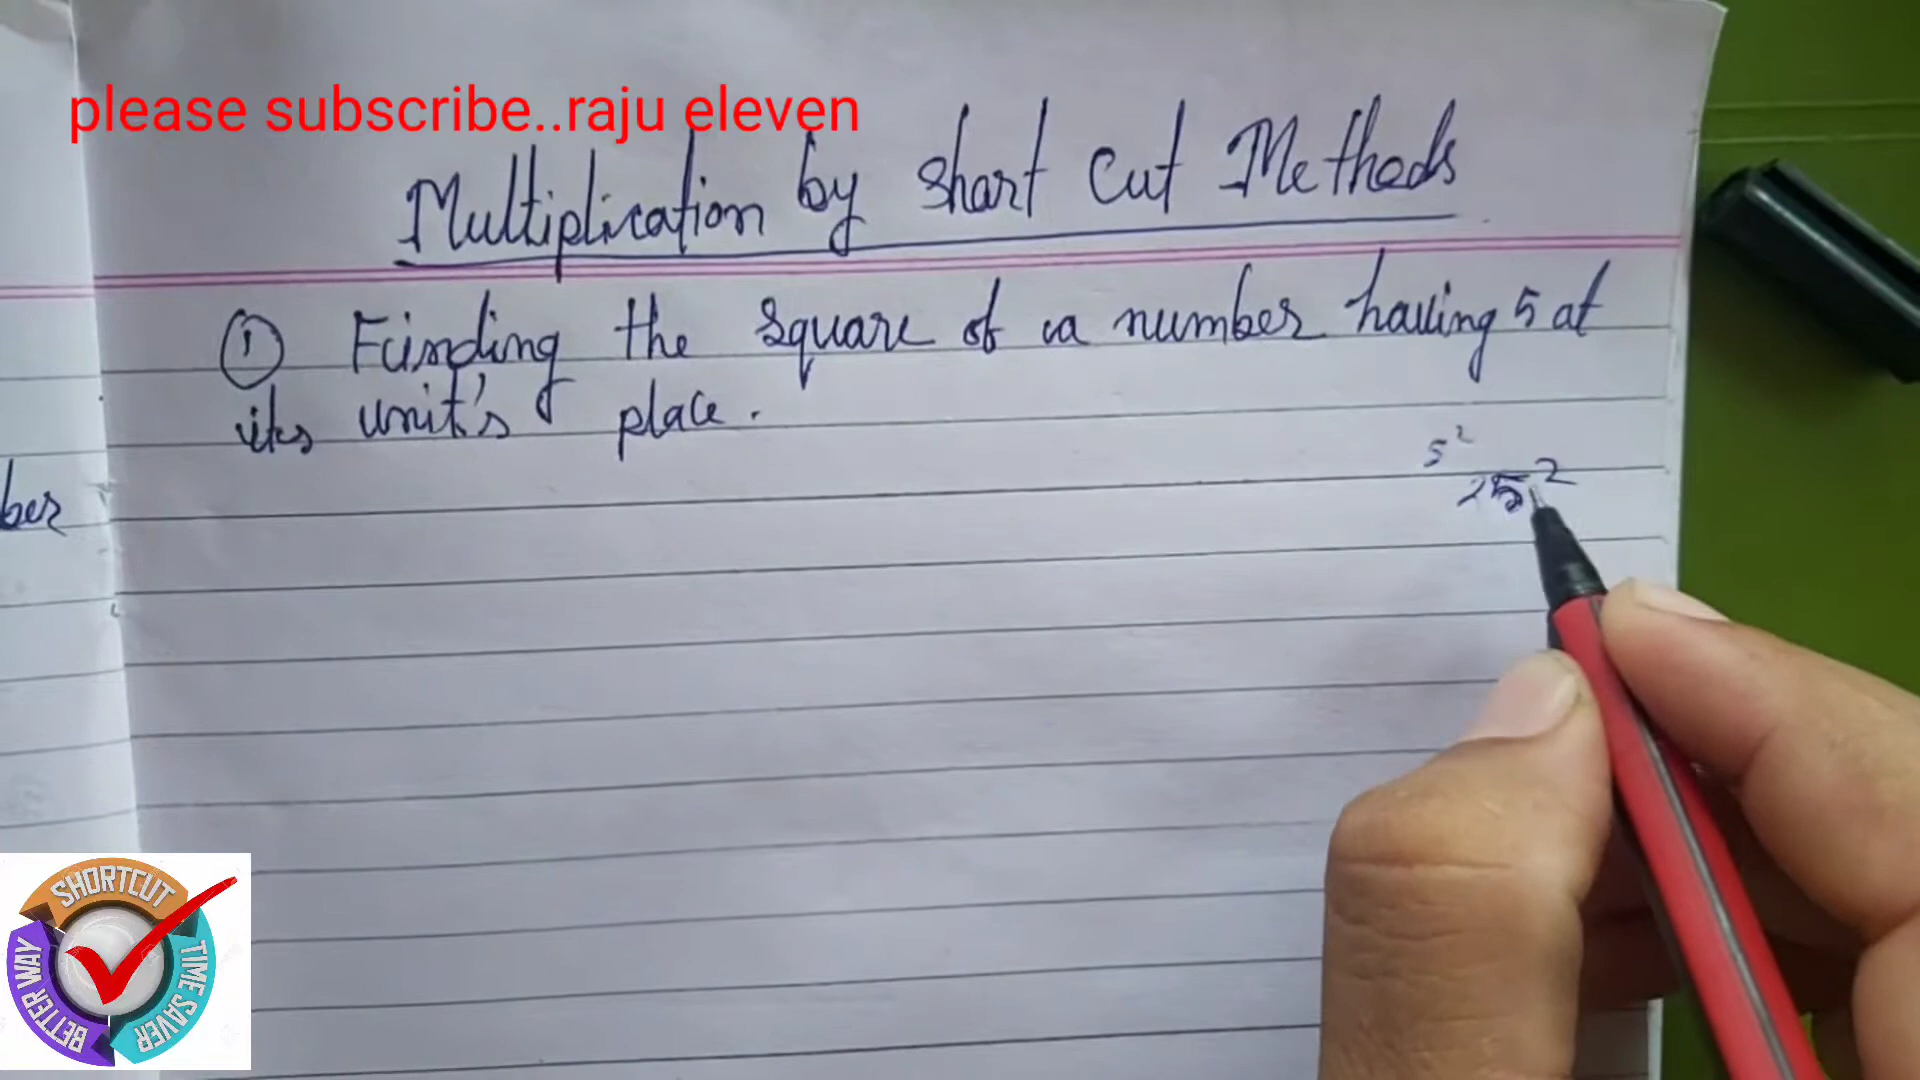 please subscribe..raju eleven
Multiplication by short cut Methods
① Finding the square of a number having 5 at
its unit's place.
5²
25²
ber
SHORTCUT
BETTER WAY
TIME SAVER